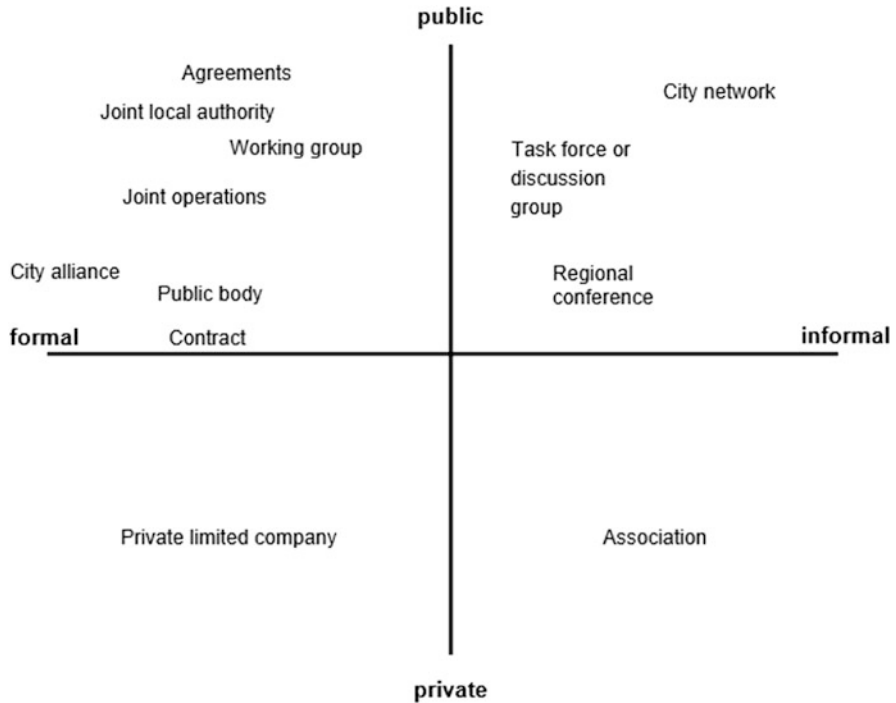 public
Agreements
City network
Joint local authority
Working group
Task force or
discussion
group
Joint operations
City alliance
Regional
conference
Public body
formal
Contract
informal
Private limited company
Association
private